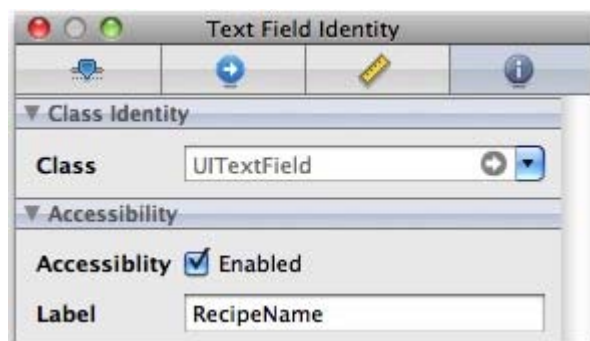 Text Field Identity
Class Identity
Class UITextField
Accessibility
Accessiblity Enabled
Label RecipeName